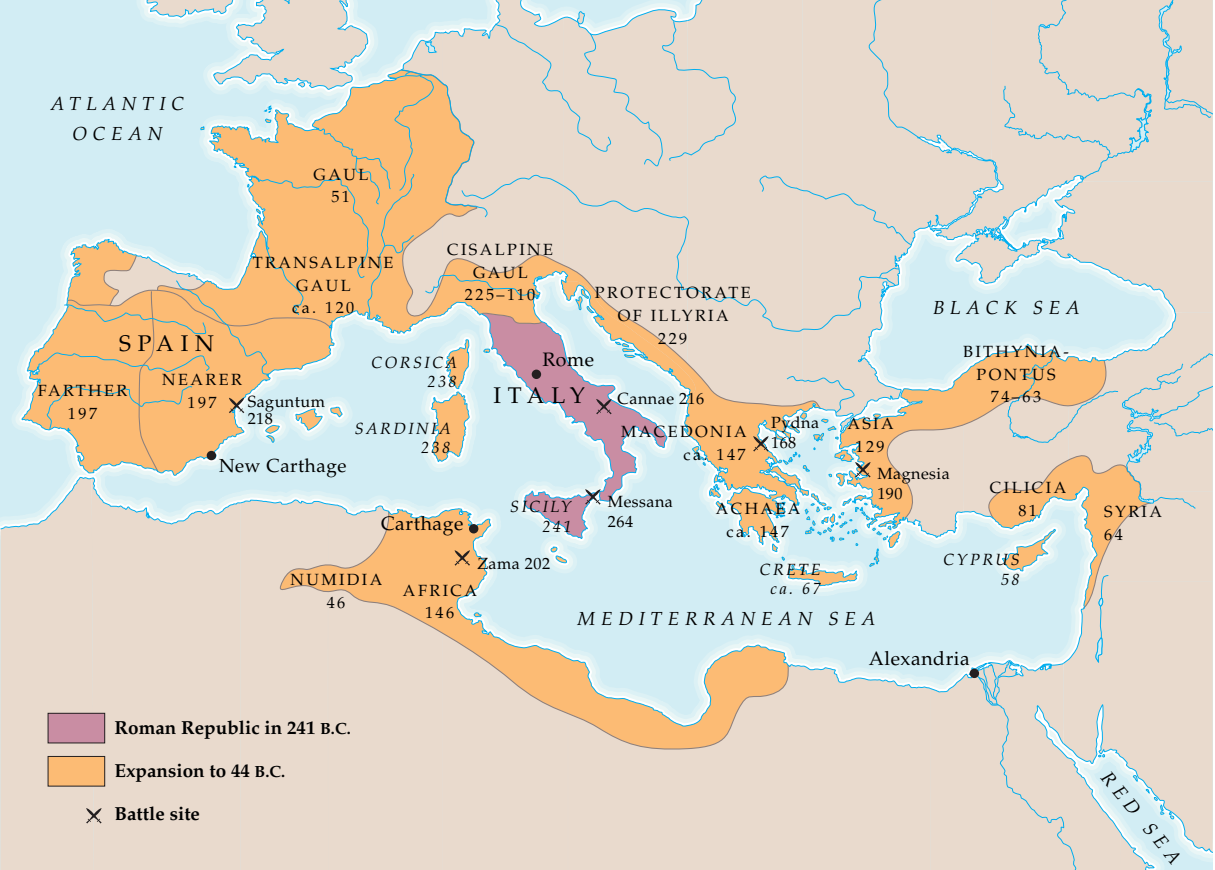 ATLANTIC
OCEAN
GAUL
51
CISALPINE
GAUL
225–110
TRANSALPINE
GAUL
ca. 120
PROTECTORATE
OF ILLYRIA
229
BLACK SEA
SPAIN
BITHYNIA-
PONTUS
74–63
CORSICA
238
Rome
ITALY
FARTHER
197
NEARER
197
Saguntum
218
Cannae 216
SARDINIA
238
MACEDONIA
ca. 147
Pydna
168
ASIA
129
New Carthage
Magnesia
190
SICILY
241
Messana
264
ACHAEA
ca. 147
CILICIA
81
SYRIA
64
Carthage
Zama 202
CRETE
ca. 67
CYPRUS
58
NUMIDIA
46
AFRICA
146
MEDITERRANEAN SEA
Alexandria
RED SEA
Roman Republic in 241 B.C.
Expansion to 44 B.C.
Battle site